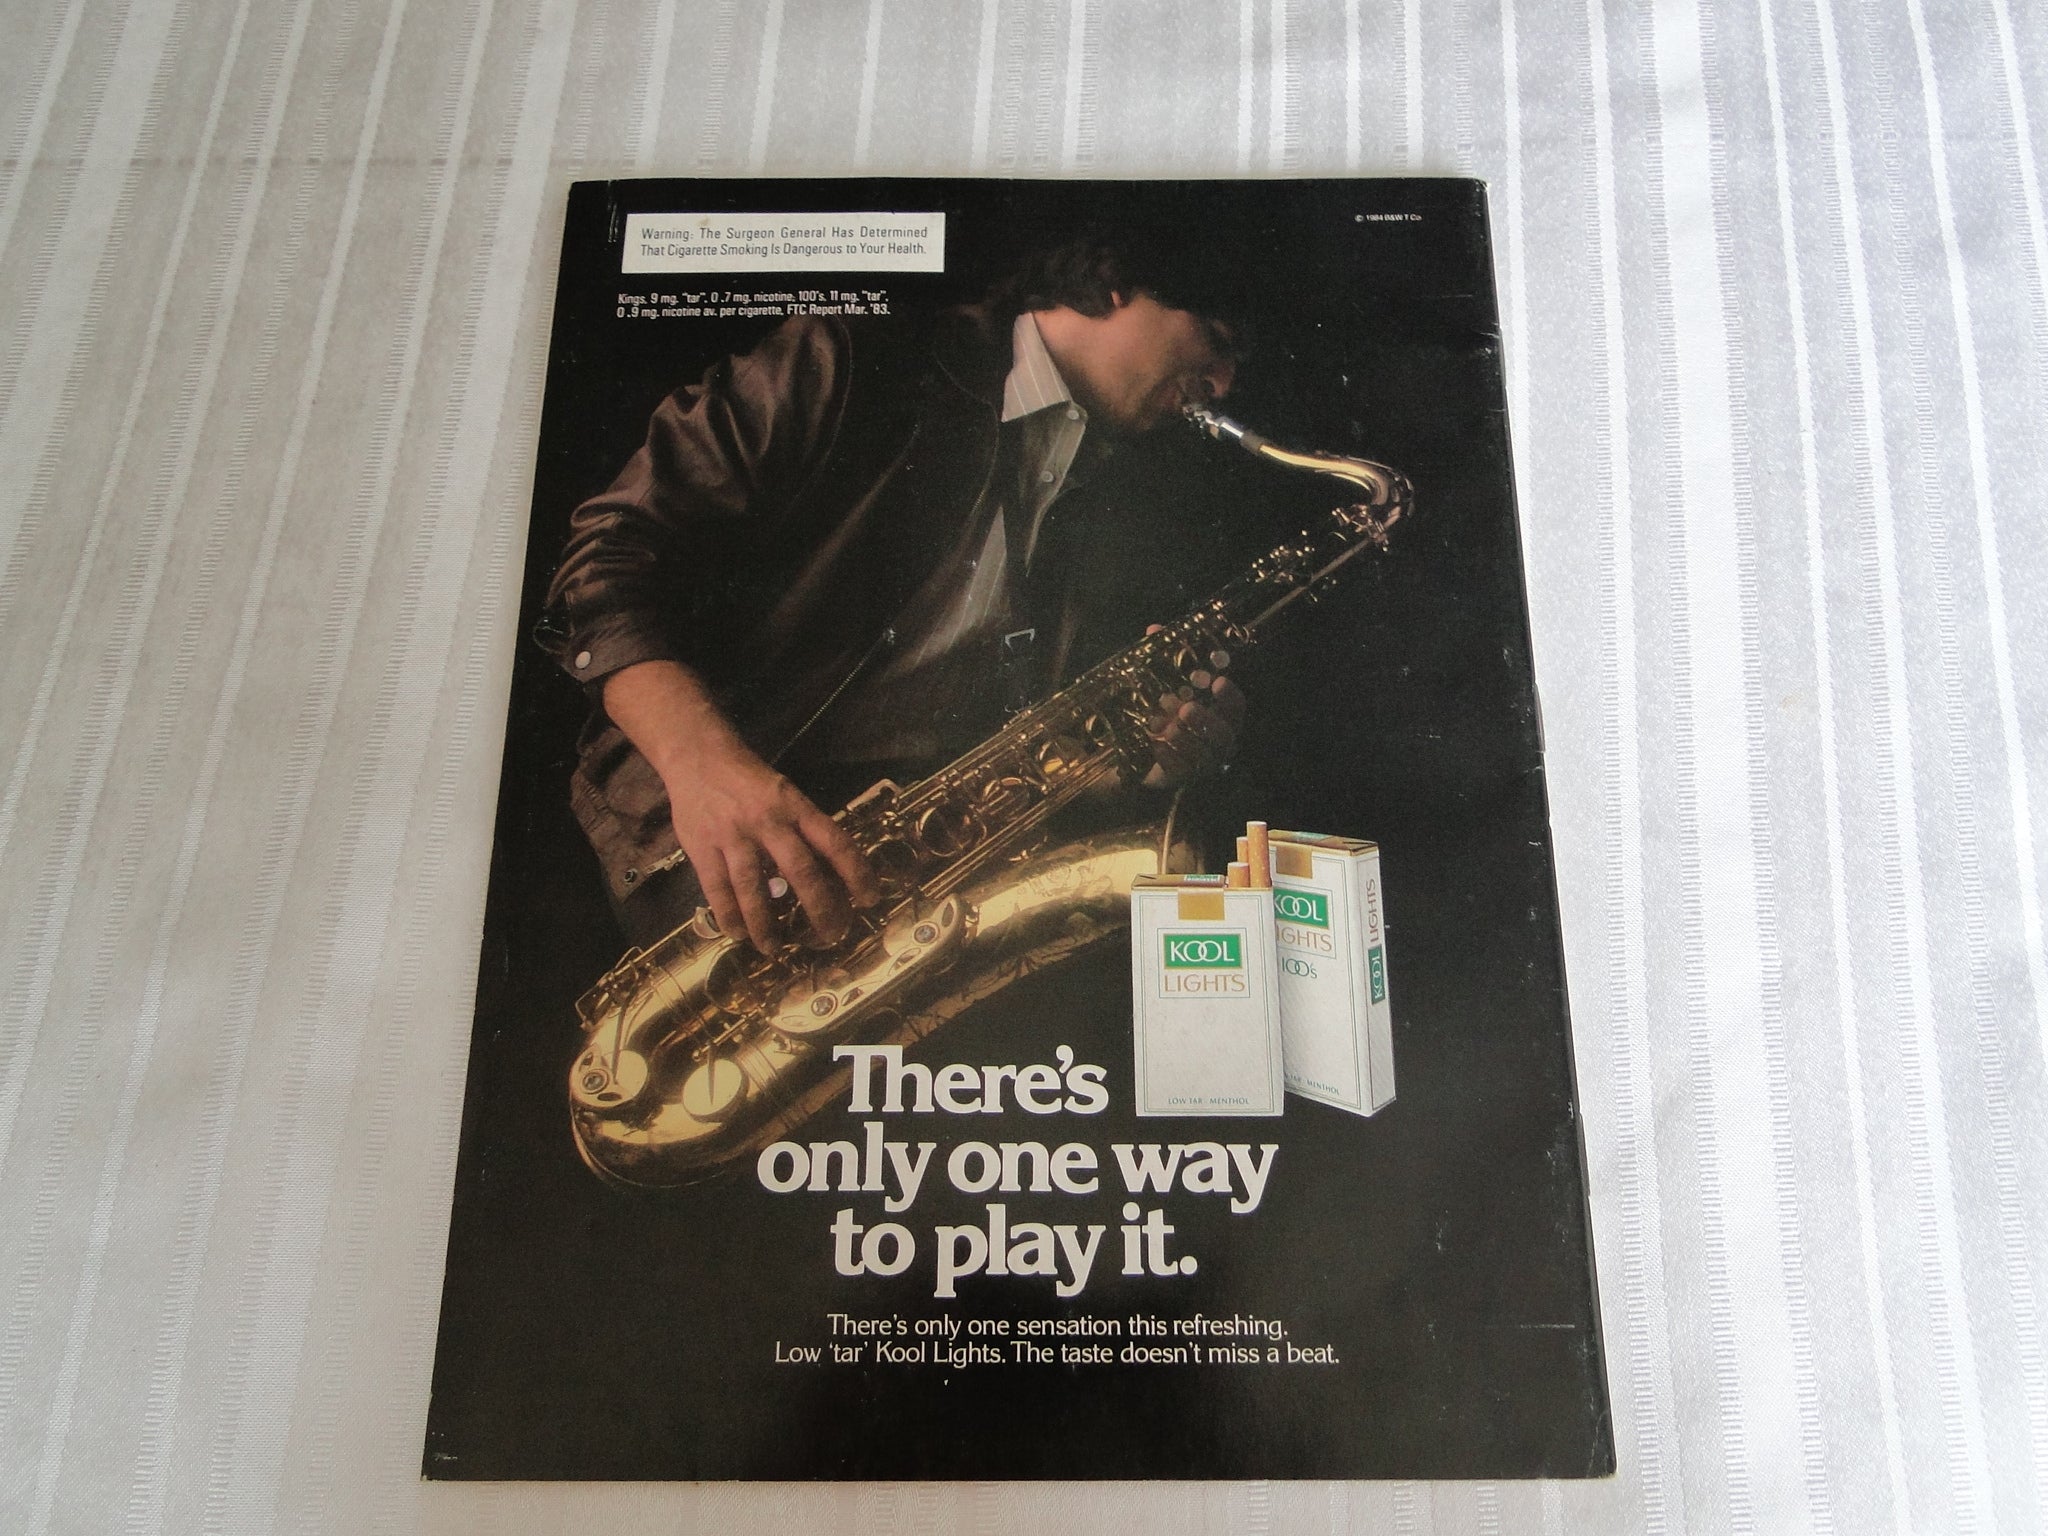 Warning: The Surgeon General Has Determined
That Cigarette Smoking Is Dangerous to Your Health.
© 1984 B&W T Co.
Kings, 9 mg. "tar", 0.7 mg. nicotine; 100's, 11 mg. "tar",
0.9 mg. nicotine av. per cigarette, FTC Report Mar. '83.
KOOL
LIGHTS
LOW TAR · MENTHOL
KOOL
LIGHTS
100's
MENTHOL
KOOL LIGHTS
There's
only one way
to play it.
There's only one sensation this refreshing.
Low 'tar' Kool Lights. The taste doesn't miss a beat.